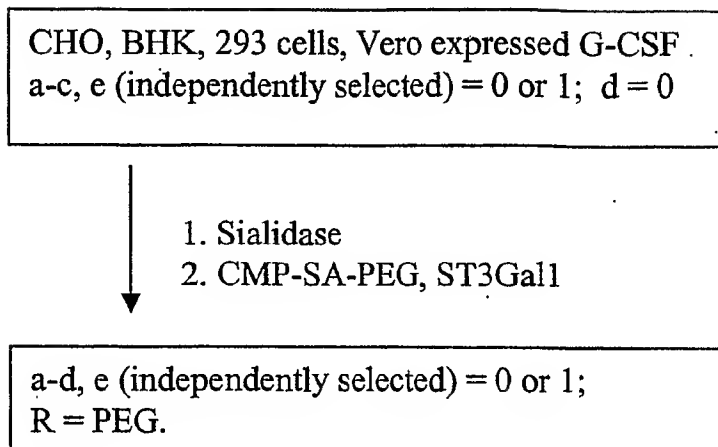 CHO, BHK, 293 cells, Vero expressed G-CSF .
a-c, e (independently selected) = 0 or 1; d = 0
1. Sialidase
2. CMP-SA-PEG, ST3Gal1
a-d, e (independently selected) = 0 or 1;
R = PEG.